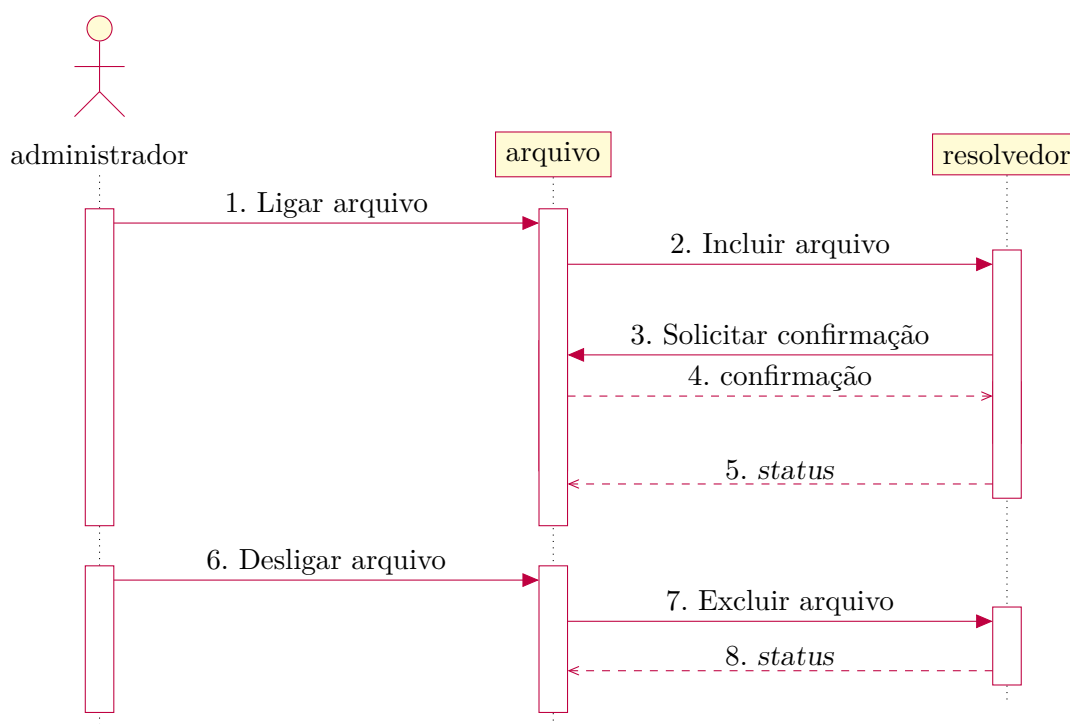 administrador
arquivo
resolvedor
1. Ligar arquivo
2. Incluir arquivo
3. Solicitar confirmação
4. confirmação
5. status
6. Desligar arquivo
7. Excluir arquivo
8. status